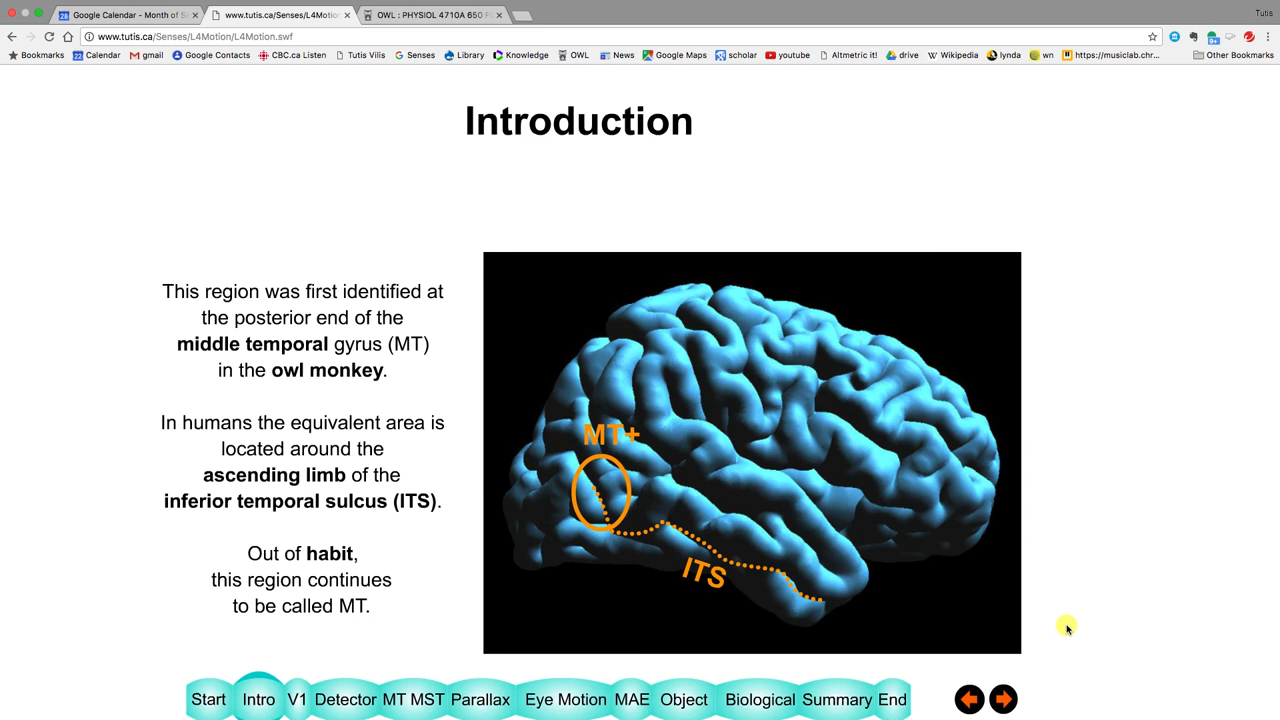 Google Calendar - Month of S
www.tutis.ca/Senses/L4Motion
OWL : PHYSIOL 4710A 650 F
Tutis
www.tutis.ca/Senses/L4Motion/L4Motion.swf
Bookmarks Calendar gmail Google Contacts CBC.ca Listen Tutis Vilis Senses Library Knowledge OWL News Google Maps scholar youtube Altmetric it! drive Wikipedia lynda wn https://musiclab.chr... Other Bookmarks
Introduction
This region was first identified at
the posterior end of the
middle temporal gyrus (MT)
in the owl monkey.
In humans the equivalent area is
located around the
ascending limb of the
inferior temporal sulcus (ITS).
Out of habit,
this region continues
to be called MT.
MT+
ITS
Start Intro V1 Detector MT MST Parallax Eye Motion MAE Object Biological Summary End